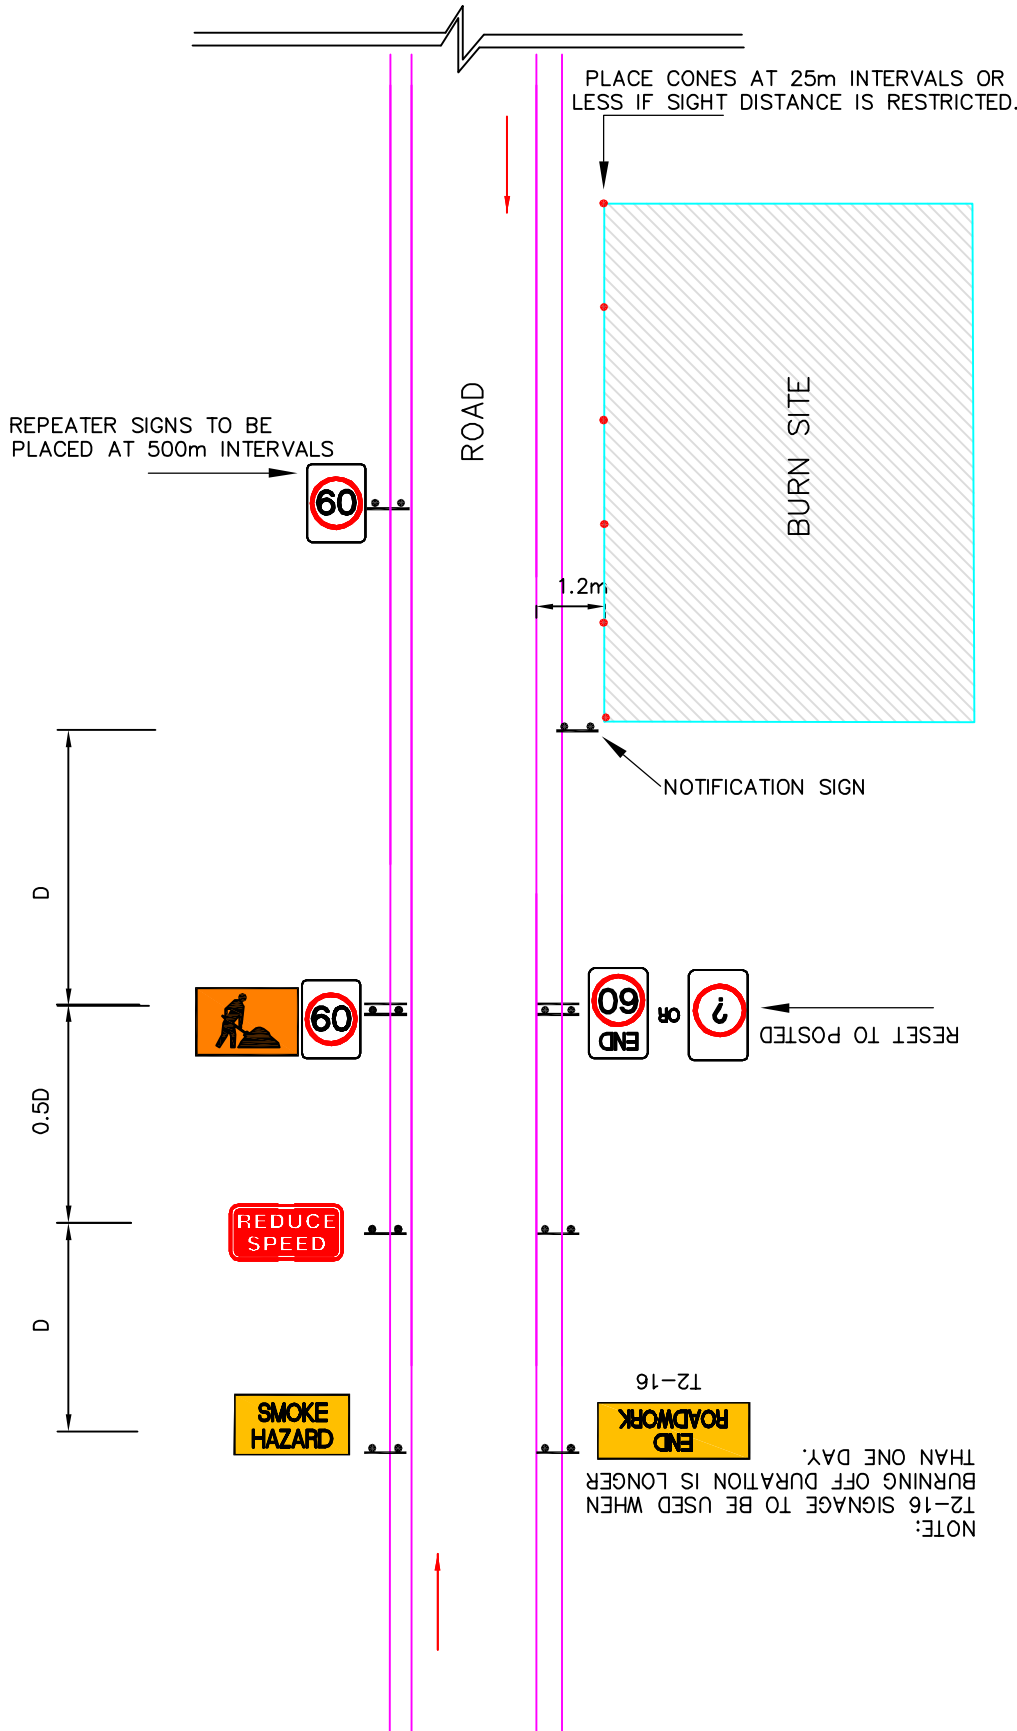 PLACE CONES AT 25m INTERVALS OR
LESS IF SIGHT DISTANCE IS RESTRICTED.
ROAD
BURN SITE
REPEATER SIGNS TO BE
PLACED AT 500m INTERVALS
60
1.2m
NOTIFICATION SIGN
D
60
END
60
OR
?
RESET TO POSTED
0.5D
REDUCE
SPEED
D
SMOKE
HAZARD
T2-16
END
ROADWORK
NOTE:
T2-16 SIGNAGE TO BE USED WHEN
BURNING OFF DURATION IS LONGER
THAN ONE DAY.